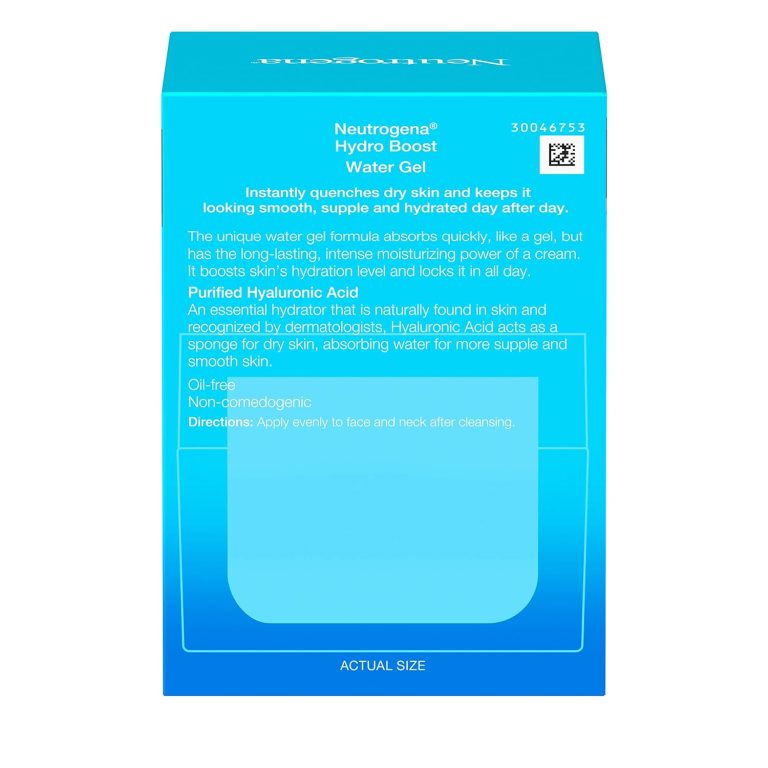 Neutrogena™
Neutrogena®
Hydro Boost
Water Gel
30046753
Instantly quenches dry skin and keeps it
looking smooth, supple and hydrated day after day.
The unique water gel formula absorbs quickly, like a gel, but
has the long-lasting, intense moisturizing power of a cream.
It boosts skin's hydration level and locks it in all day.
Purified Hyaluronic Acid
An essential hydrator that is naturally found in skin and
recognized by dermatologists, Hyaluronic Acid acts as a
sponge for dry skin, absorbing water for more supple and
smooth skin.
Oil-free
Non-comedogenic
Directions: Apply evenly to face and neck after cleansing.
ACTUAL SIZE